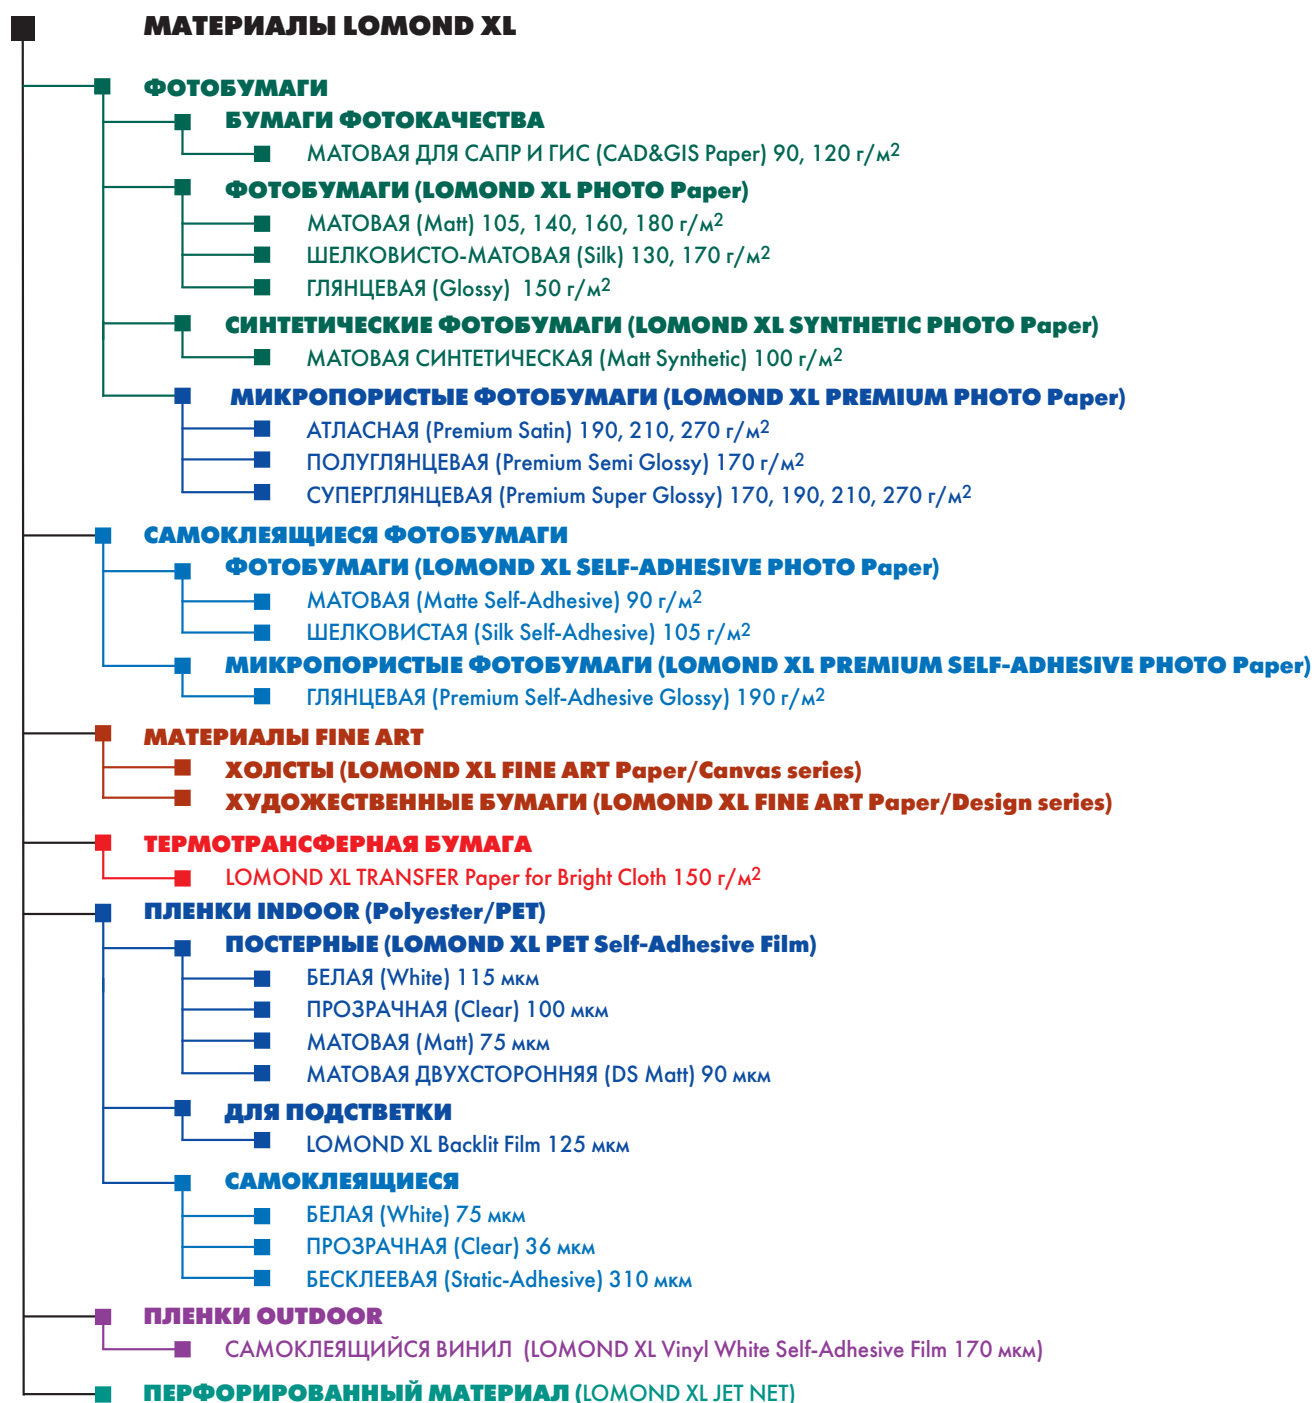 МАТЕРИАЛЫ LOMOND XL
ФОТОБУМАГИ
БУМАГИ ФОТОКАЧЕСТВА
МАТОВАЯ ДЛЯ САПР И ГИС (CAD&GIS Paper) 90, 120 г/м2
ФОТОБУМАГИ (LOMOND XL PHOTO Paper)
МАТОВАЯ (Matt) 105, 140, 160, 180 г/м2
ШЕЛКОВИСТО-МАТОВАЯ (Silk) 130, 170 г/м2
ГЛЯНЦЕВАЯ (Glossy) 150 г/м2
СИНТЕТИЧЕСКИЕ ФОТОБУМАГИ (LOMOND XL SYNTHETIC PHOTO Paper)
МАТОВАЯ СИНТЕТИЧЕСКАЯ (Matt Synthetic) 100 г/м2
МИКРОПОРИСТЫЕ ФОТОБУМАГИ (LOMOND XL PREMIUM PHOTO Paper)
АТЛАСНАЯ (Premium Satin) 190, 210, 270 г/м2
ПОЛУГЛЯНЦЕВАЯ (Premium Semi Glossy) 170 г/м2
СУПЕРГЛЯНЦЕВАЯ (Premium Super Glossy) 170, 190, 210, 270 г/м2
САМОКЛЕЯЩИЕСЯ ФОТОБУМАГИ
ФОТОБУМАГИ (LOMOND XL SELF-ADHESIVE PHOTO Paper)
МАТОВАЯ (Matte Self-Adhesive) 90 г/м2
ШЕЛКОВИСТАЯ (Silk Self-Adhesive) 105 г/м2
МИКРОПОРИСТЫЕ ФОТОБУМАГИ (LOMOND XL PREMIUM SELF-ADHESIVE PHOTO Paper)
ГЛЯНЦЕВАЯ (Premium Self-Adhesive Glossy) 190 г/м2
МАТЕРИАЛЫ FINE ART
ХОЛСТЫ (LOMOND XL FINE ART Paper/Canvas series)
ХУДОЖЕСТВЕННЫЕ БУМАГИ (LOMOND XL FINE ART Paper/Design series)
ТЕРМОТРАНСФЕРНАЯ БУМАГА
LOMOND XL TRANSFER Paper for Bright Cloth 150 г/м2
ПЛЕНКИ INDOOR (Polyester/PET)
ПОСТЕРНЫЕ (LOMOND XL PET Self-Adhesive Film)
БЕЛАЯ (White) 115 мкм
ПРОЗРАЧНАЯ (Clear) 100 мкм
МАТОВАЯ (Matt) 75 мкм
МАТОВАЯ ДВУХСТОРОННЯЯ (DS Matt) 90 мкм
ДЛЯ ПОДСТВЕТКИ
LOMOND XL Backlit Film 125 мкм
САМОКЛЕЯЩИЕСЯ
БЕЛАЯ (White) 75 мкм
ПРОЗРАЧНАЯ (Clear) 36 мкм
БЕСКЛЕЕВАЯ (Static-Adhesive) 310 мкм
ПЛЕНКИ OUTDOOR
САМОКЛЕЯЩИЙСЯ ВИНИЛ (LOMOND XL Vinyl White Self-Adhesive Film 170 мкм)
ПЕРФОРИРОВАННЫЙ МАТЕРИАЛ (LOMOND XL JET NET)